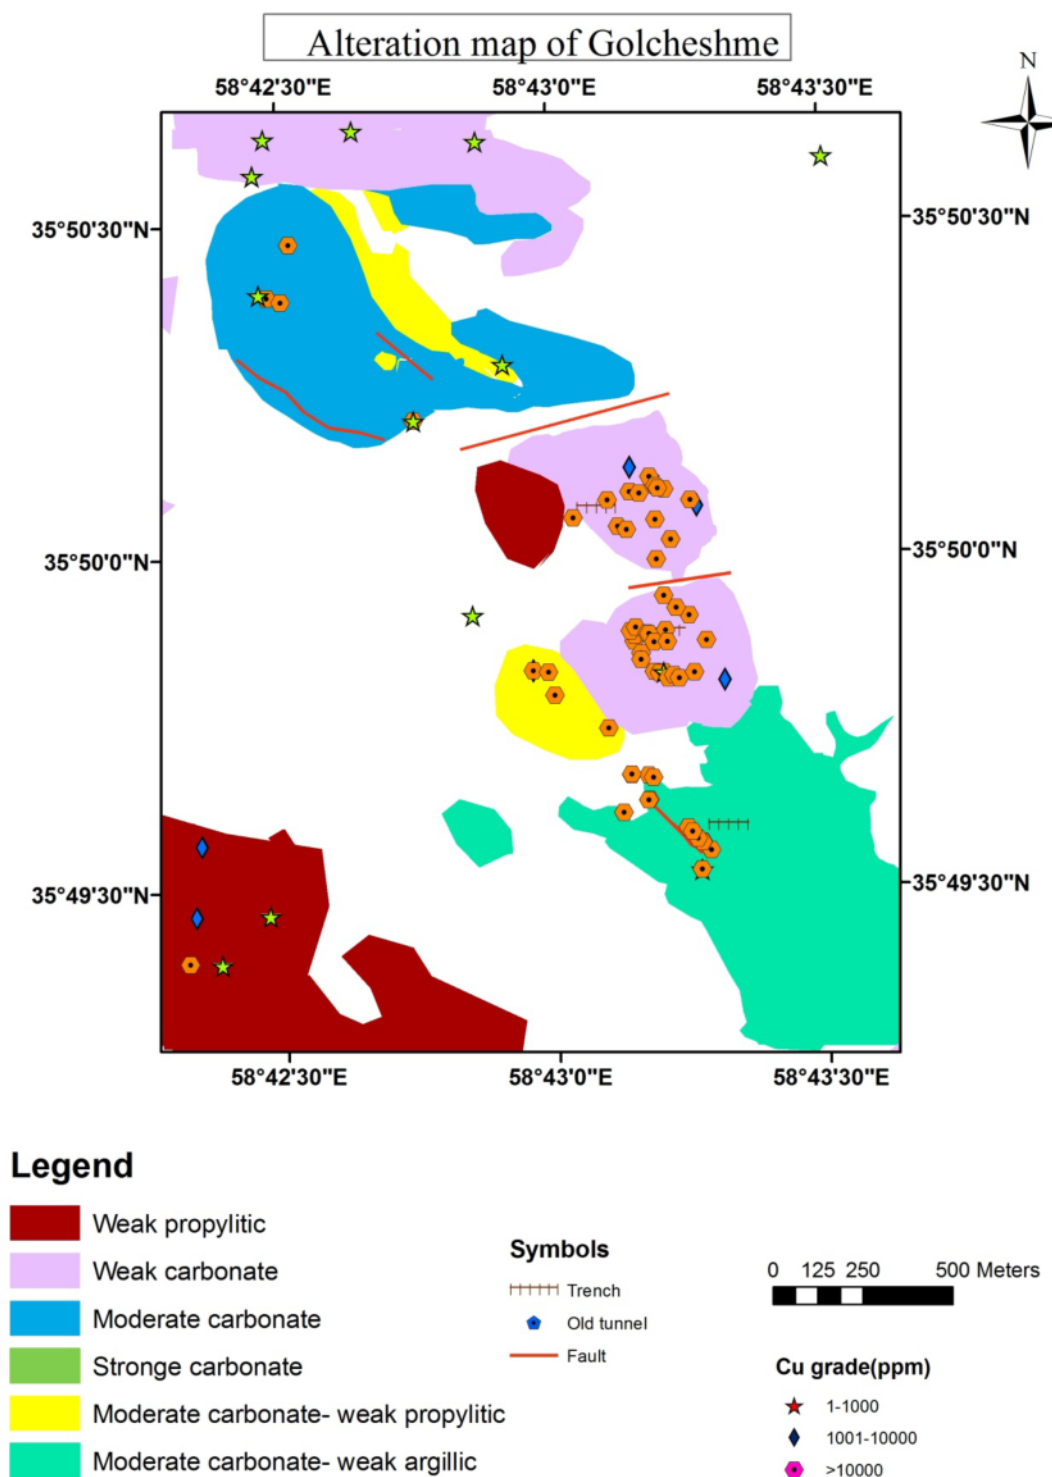 Alteration map of Golcheshme
N
58°42'30"E 58°43'0"E 58°43'30"E
35°50'30"N 35°50'30"N
35°50'0"N 35°50'0"N
35°49'30"N 35°49'30"N
58°42'30"E 58°43'0"E 58°43'30"E
Legend
Weak propylitic
Weak carbonate
Moderate carbonate
Stronge carbonate
Moderate carbonate- weak propylitic
Moderate carbonate- weak argillic
Symbols
Trench
Old tunnel
Fault
0 125 250 500 Meters
Cu grade(ppm)
1-1000
1001-10000
>10000